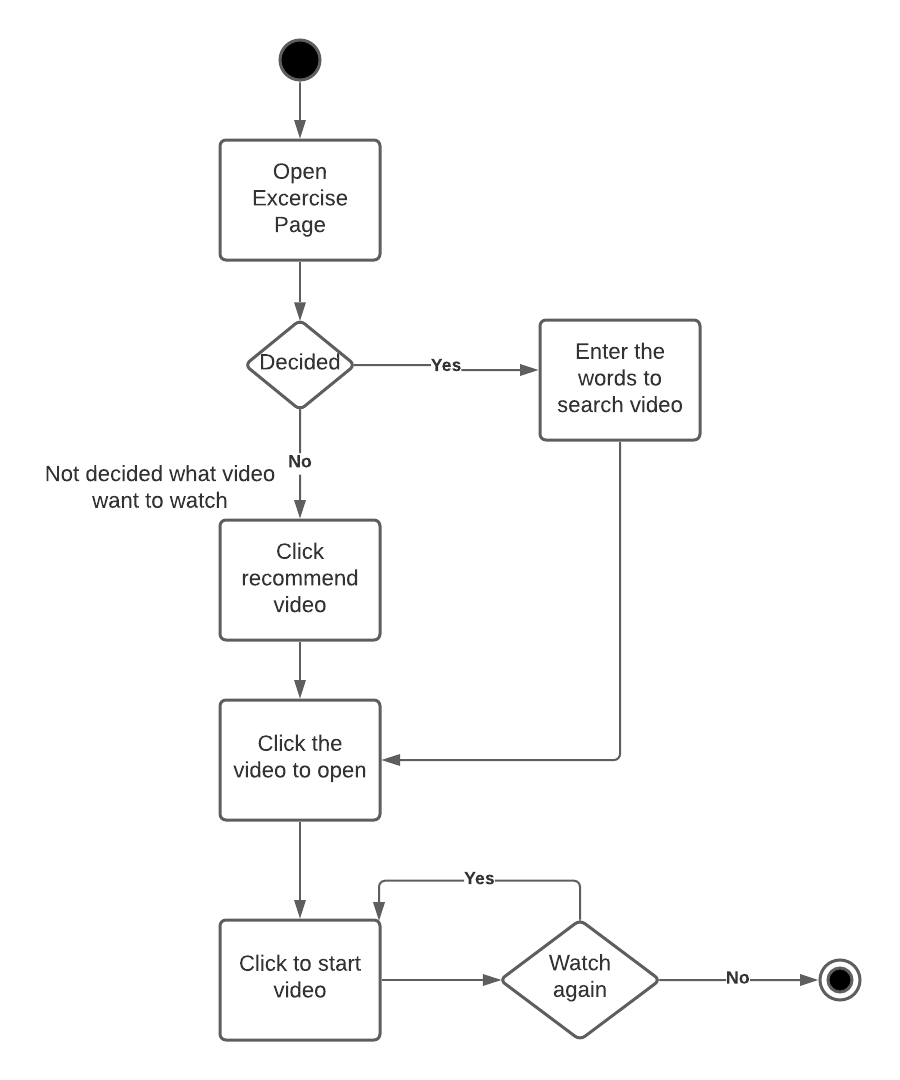 Open
Excercise
Page
Decided
Yes
Enter the
words to
search video
No
Not decided what video
want to watch
Click
recommend
video
Click the
video to open
Yes
Click to start
video
Watch
again
No